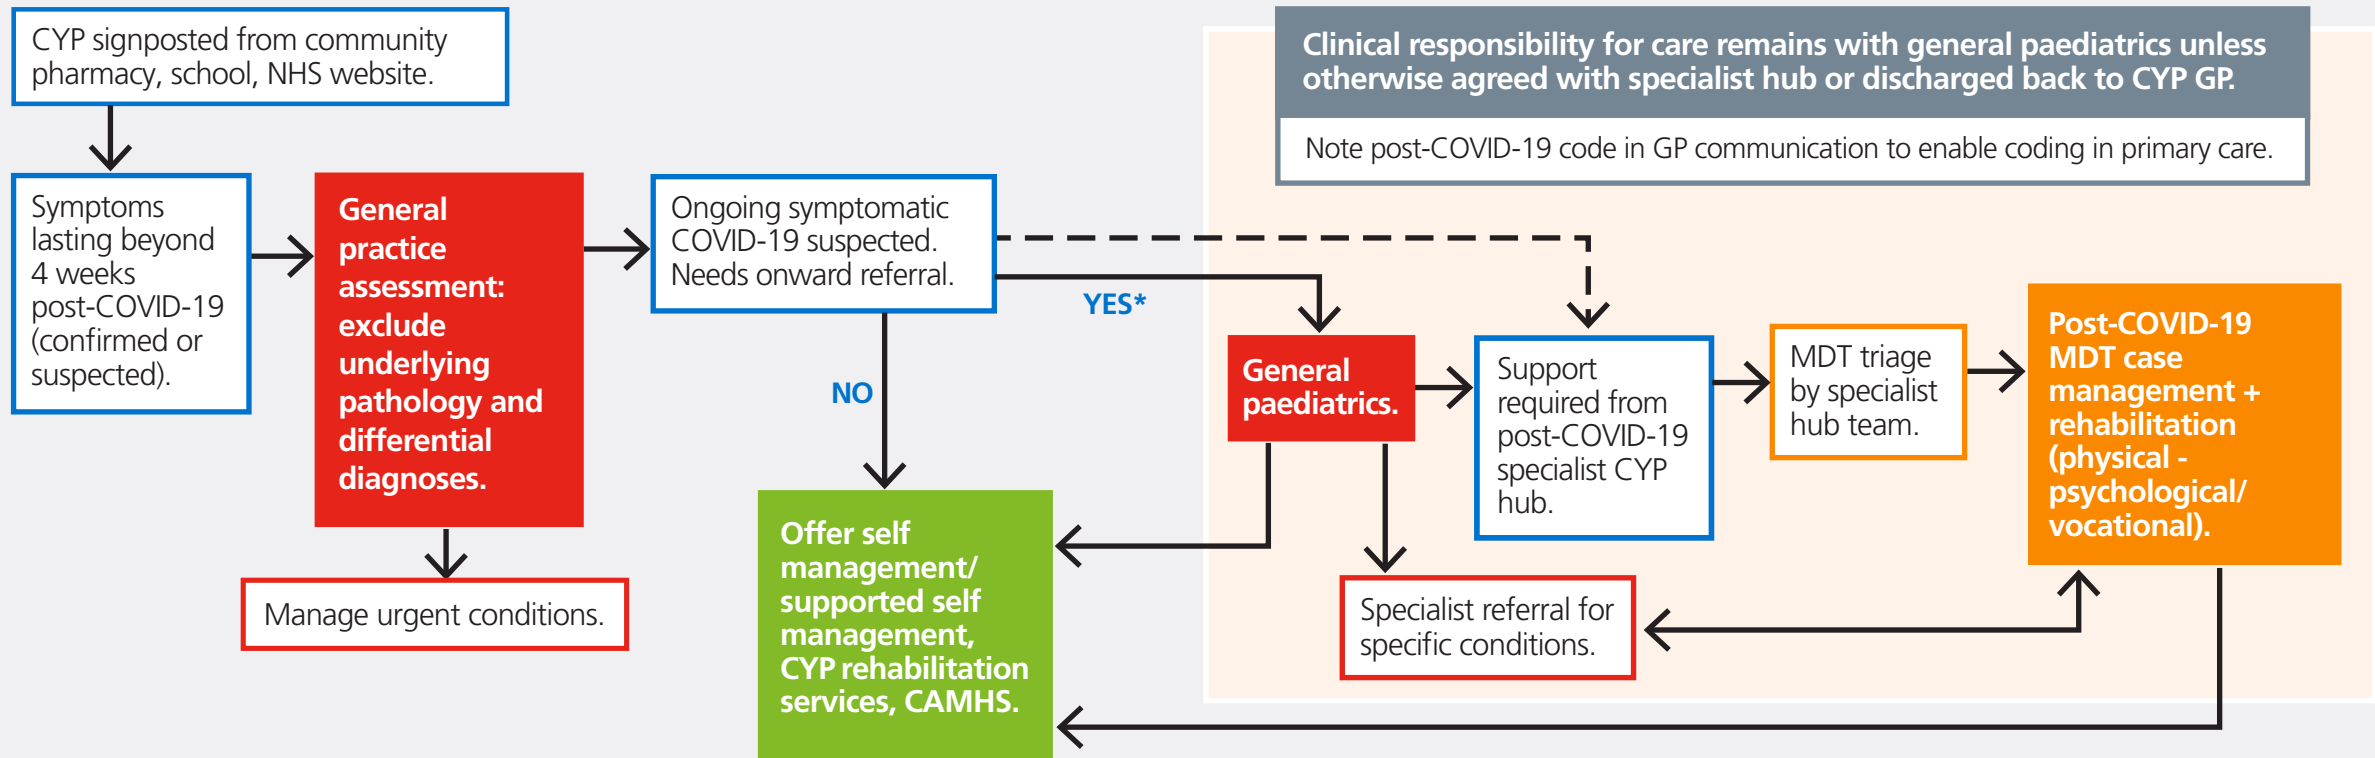 CYP signposted from community
pharmacy, school, NHS website.
Clinical responsibility for care remains with general paediatrics unless
otherwise agreed with specialist hub or discharged back to CYP GP.
Note post-COVID-19 code in GP communication to enable coding in primary care.
Symptoms
lasting beyond
4 weeks
post-COVID-19
(confirmed or
suspected).
General
practice
assessment:
exclude
underlying
pathology and
differential
diagnoses.
Manage urgent conditions.
Ongoing symptomatic
COVID-19 suspected.
Needs onward referral.
YES*
NO
Offer self
management/
supported self
management,
CYP rehabilitation
services, CAMHS.
General
paediatrics.
Support
required from
post-COVID-19
specialist CYP
hub.
MDT triage
by specialist
hub team.
Post-COVID-19
MDT case
management +
rehabilitation
(physical -
psychological/
vocational).
Specialist referral for
specific conditions.